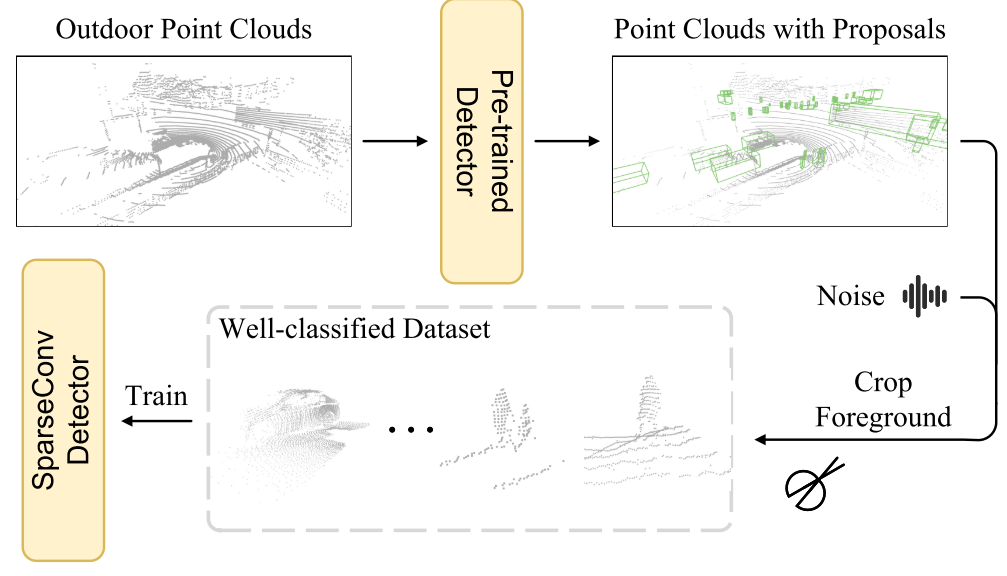 Outdoor Point Clouds
Pre-trained
Detector
Point Clouds with Proposals
Noise
Crop
Foreground
Well-classified Dataset
Train
SparseConv
Detector